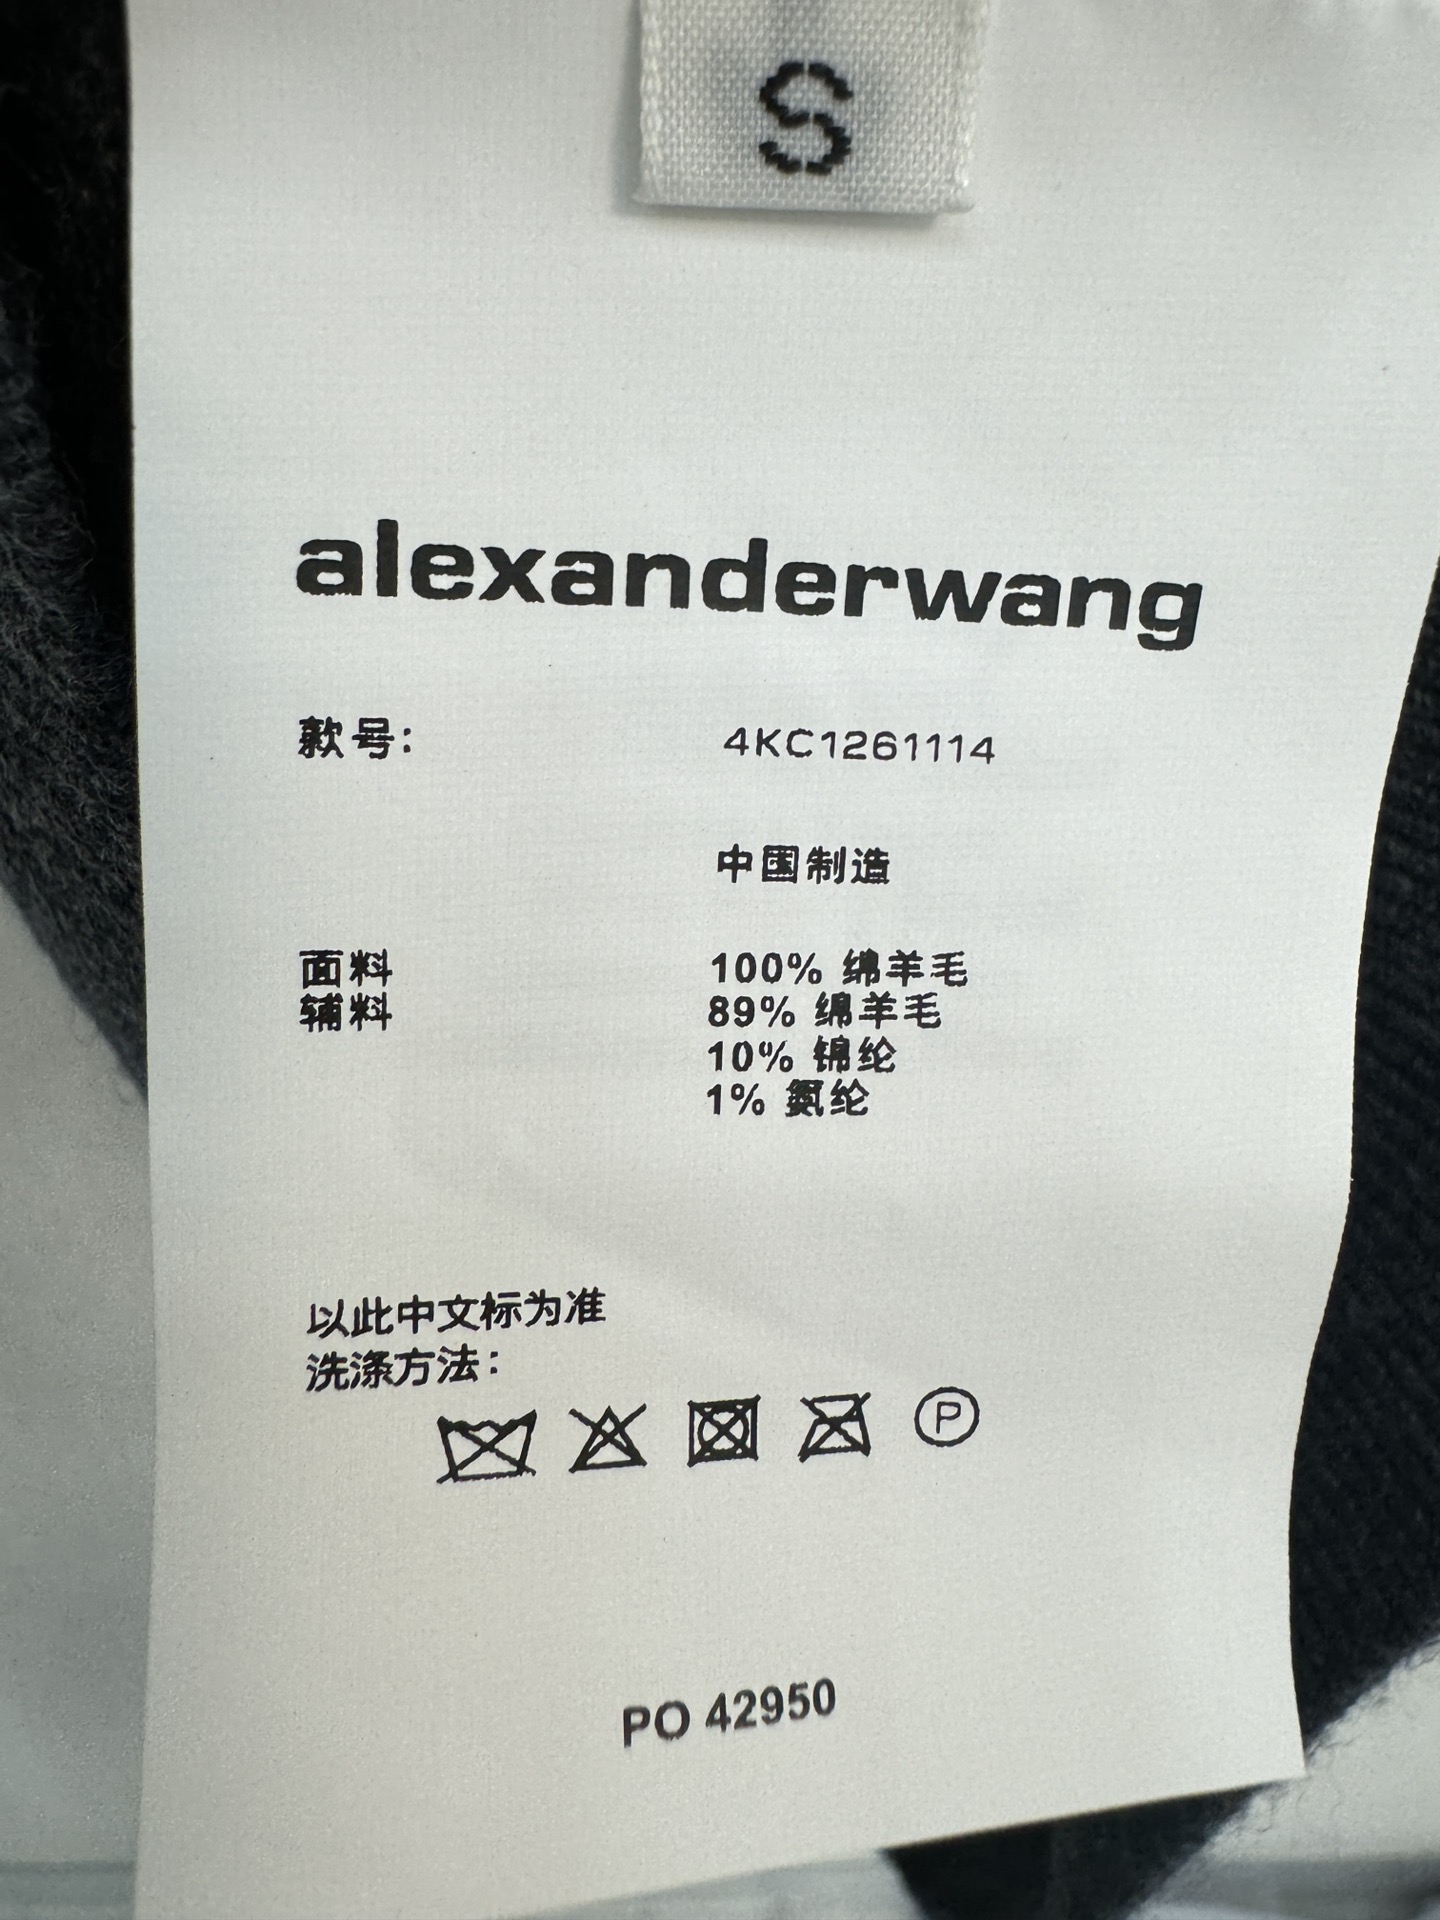 S
alexanderwang
款号: 4KC1261114
中国制造
面料 100% 绵羊毛
辅料 89% 绵羊毛
10% 锦纶
1% 氨纶
以此中文标为准
洗涤方法:
P
PO 42950